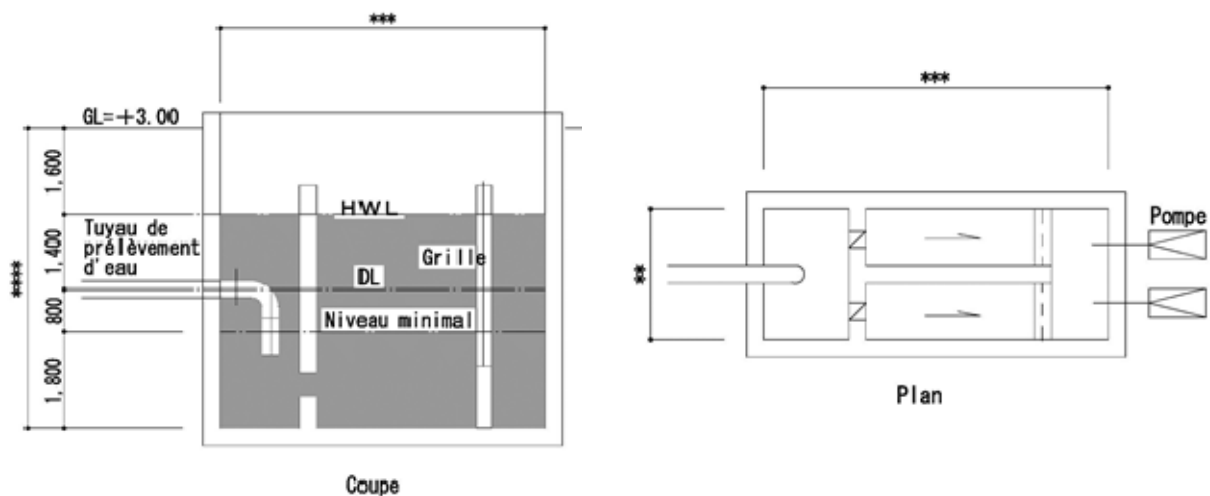 ***
GL=+3.00
1,600
HWL
Tuyau de
prélèvement
d'eau
1,400
Grille
****
DL
800
Niveau minimal
1,800
Coupe
***
Pompe
**
Plan